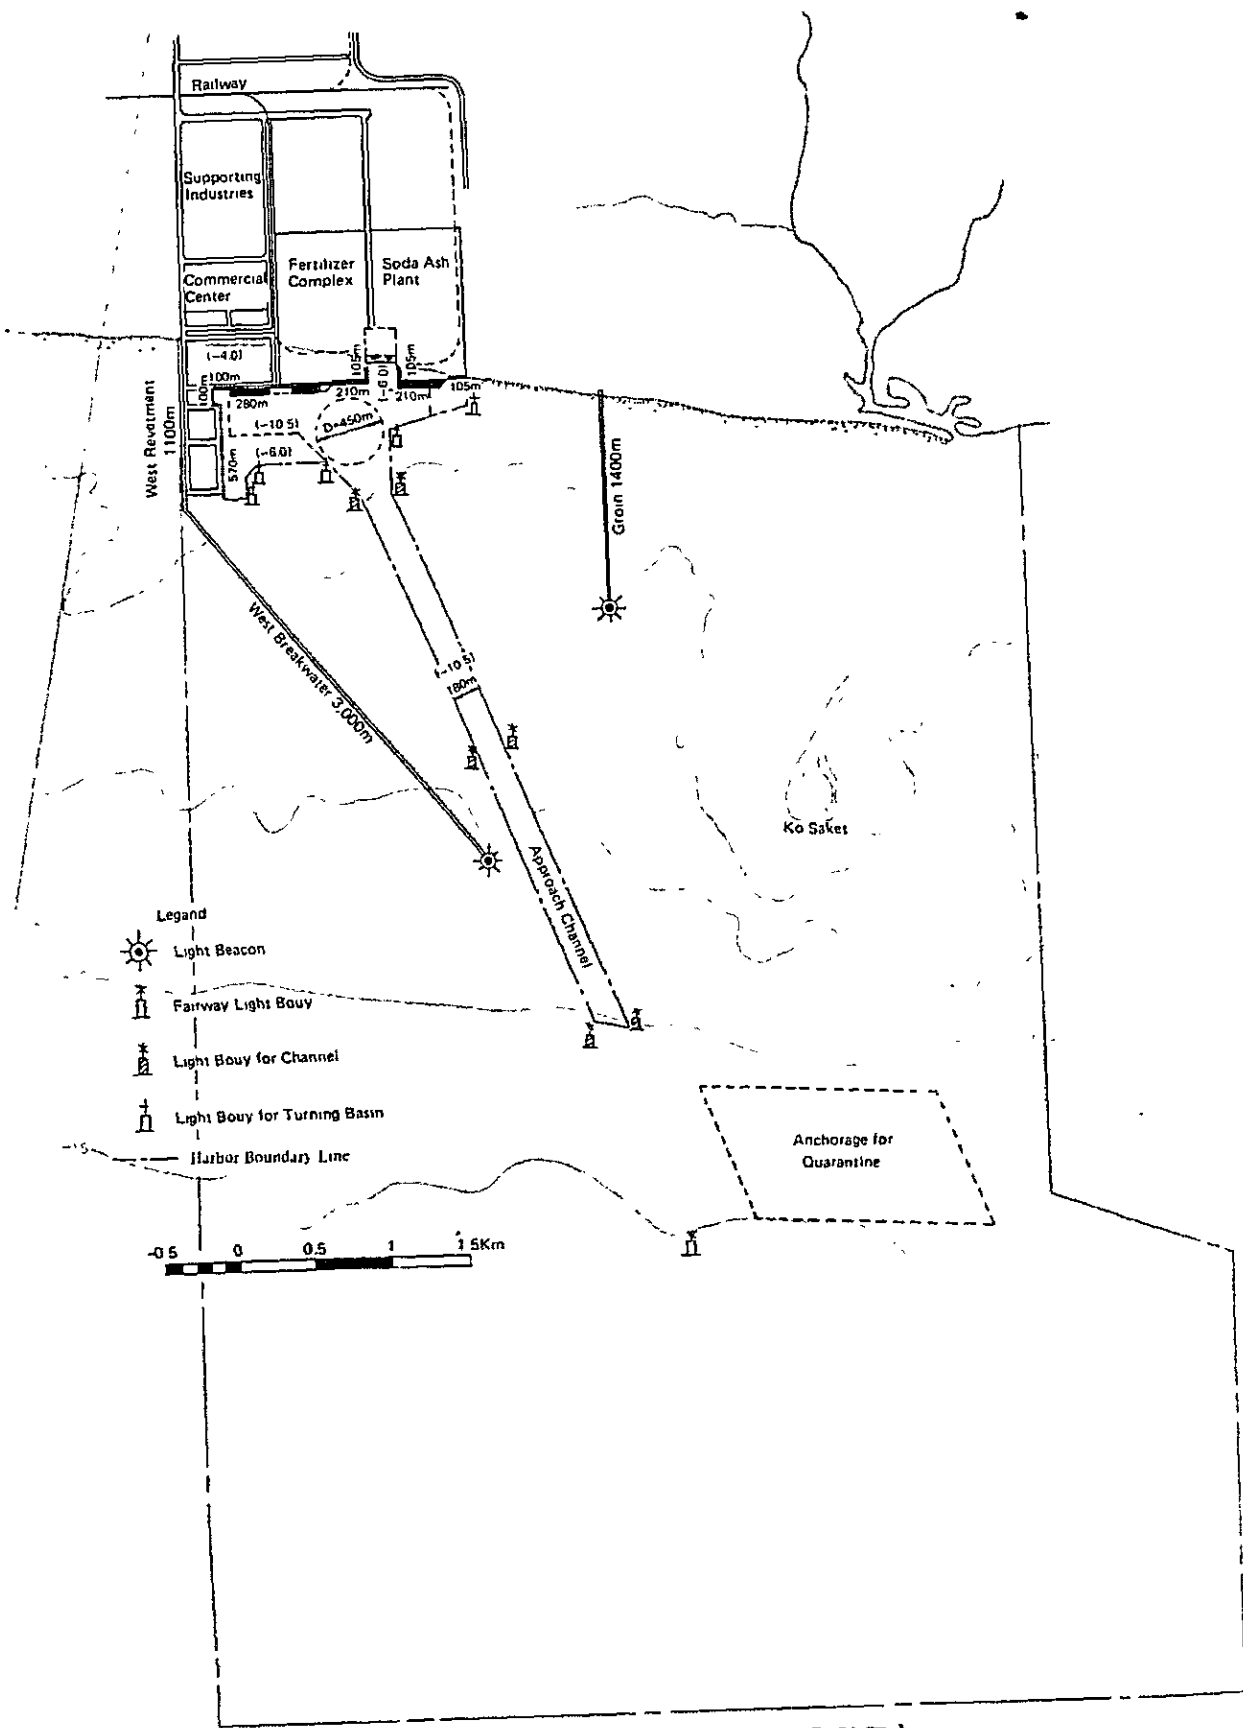 Railway
Supporting
Industries
Commercial
Center
Fertilizer
Complex
Soda Ash
Plant
(-4.0)
100m
100m
105m
(-6.0)
105m
280m
210m
210m
105m
(-10.5)
D=450m
(-6.0)
570m
West Revatment
1100m
Groin 1400m
West Breakwater 3,000m
(-10.5)
180m
Approach Channel
Ko Saket
Legand
Light Beacon
Fairway Light Bouy
Light Bouy for Channel
Light Bouy for Turning Basin
Harbor Boundary Line
-15
Anchorage for
Quarantine
-0.5 0 0.5 1 1.5Km